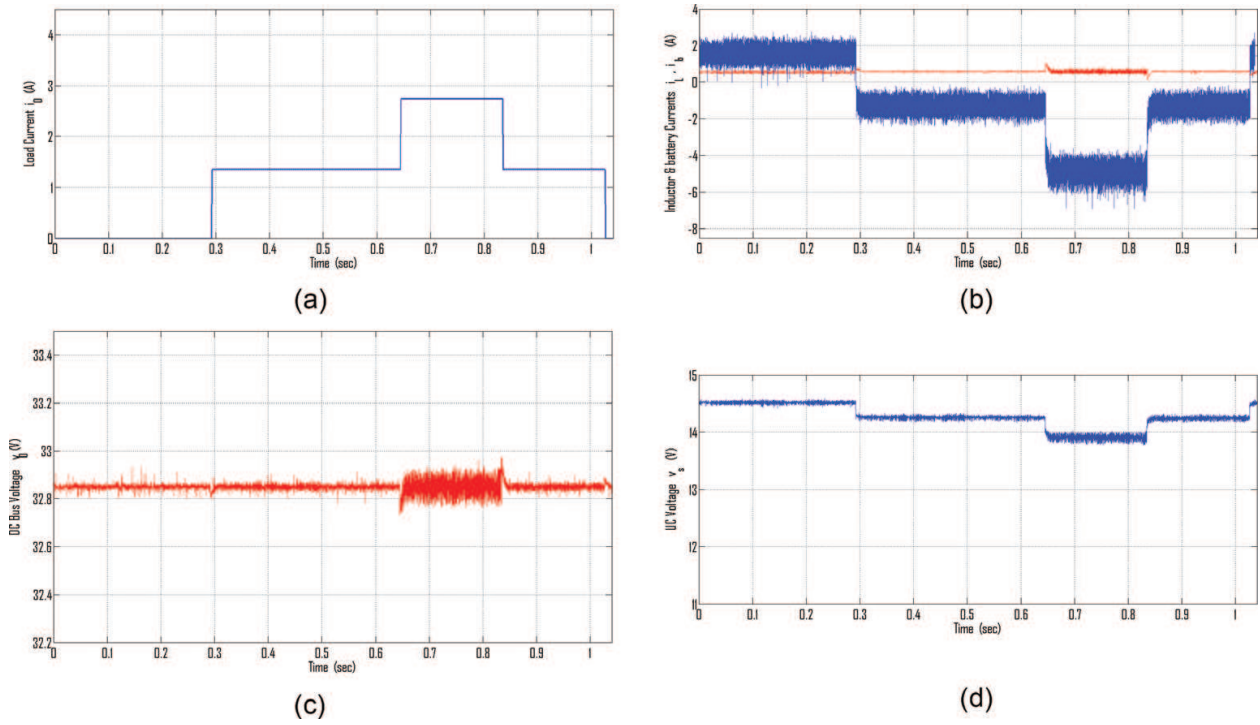 4
3
2
1
0
Load Current i_0 (A)
0 0.1 0.2 0.3 0.4 0.5 0.6 0.7 0.8 0.9 1
Time (sec)
(a)
4
2
0
-2
-4
-6
-8
Inductor & battery Currents i_L , i_b (A)
0 0.1 0.2 0.3 0.4 0.5 0.6 0.7 0.8 0.9 1
Time (sec)
(b)
33.4
33.2
33
32.8
32.6
32.4
32.2
DC Bus Voltage v_0 (V)
0 0.1 0.2 0.3 0.4 0.5 0.6 0.7 0.8 0.9 1
Time (sec)
(c)
15
14
13
12
11
UC Voltage v_s (V)
0 0.1 0.2 0.3 0.4 0.5 0.6 0.7 0.8 0.9 1
Time (sec)
(d)